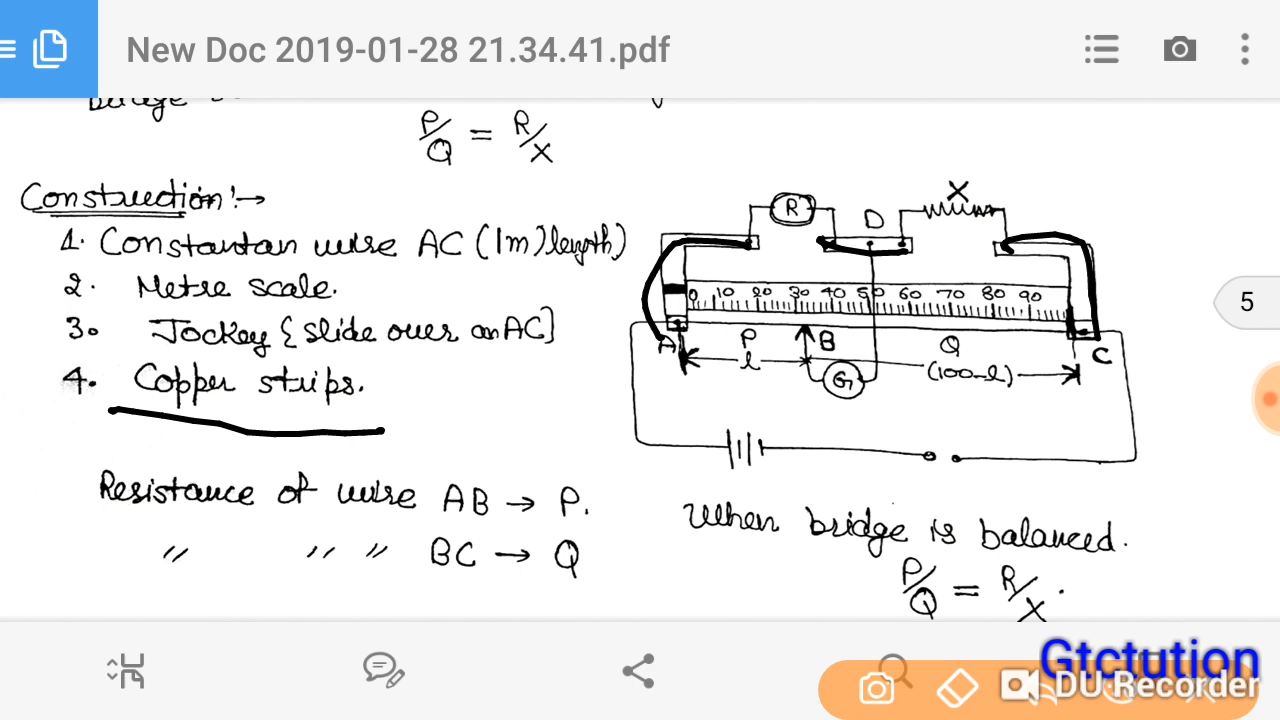 New Doc 2019-01-28 21.34.41.pdf
P/Q = R/X
Construction:→
1. Constantan wire AC (1m) length)
2. Metre scale.
3. Jockey { slide over on AC]
4. Copper strips.
R D X
0 10 20 30 40 50 60 70 80 90
A P B Q C
l G (100-l)
5
Resistance of wire AB → P.
〃 〃 〃 BC → Q
When bridge is balanced.
P/Q = R/X.
Gtctution
DU Recorder